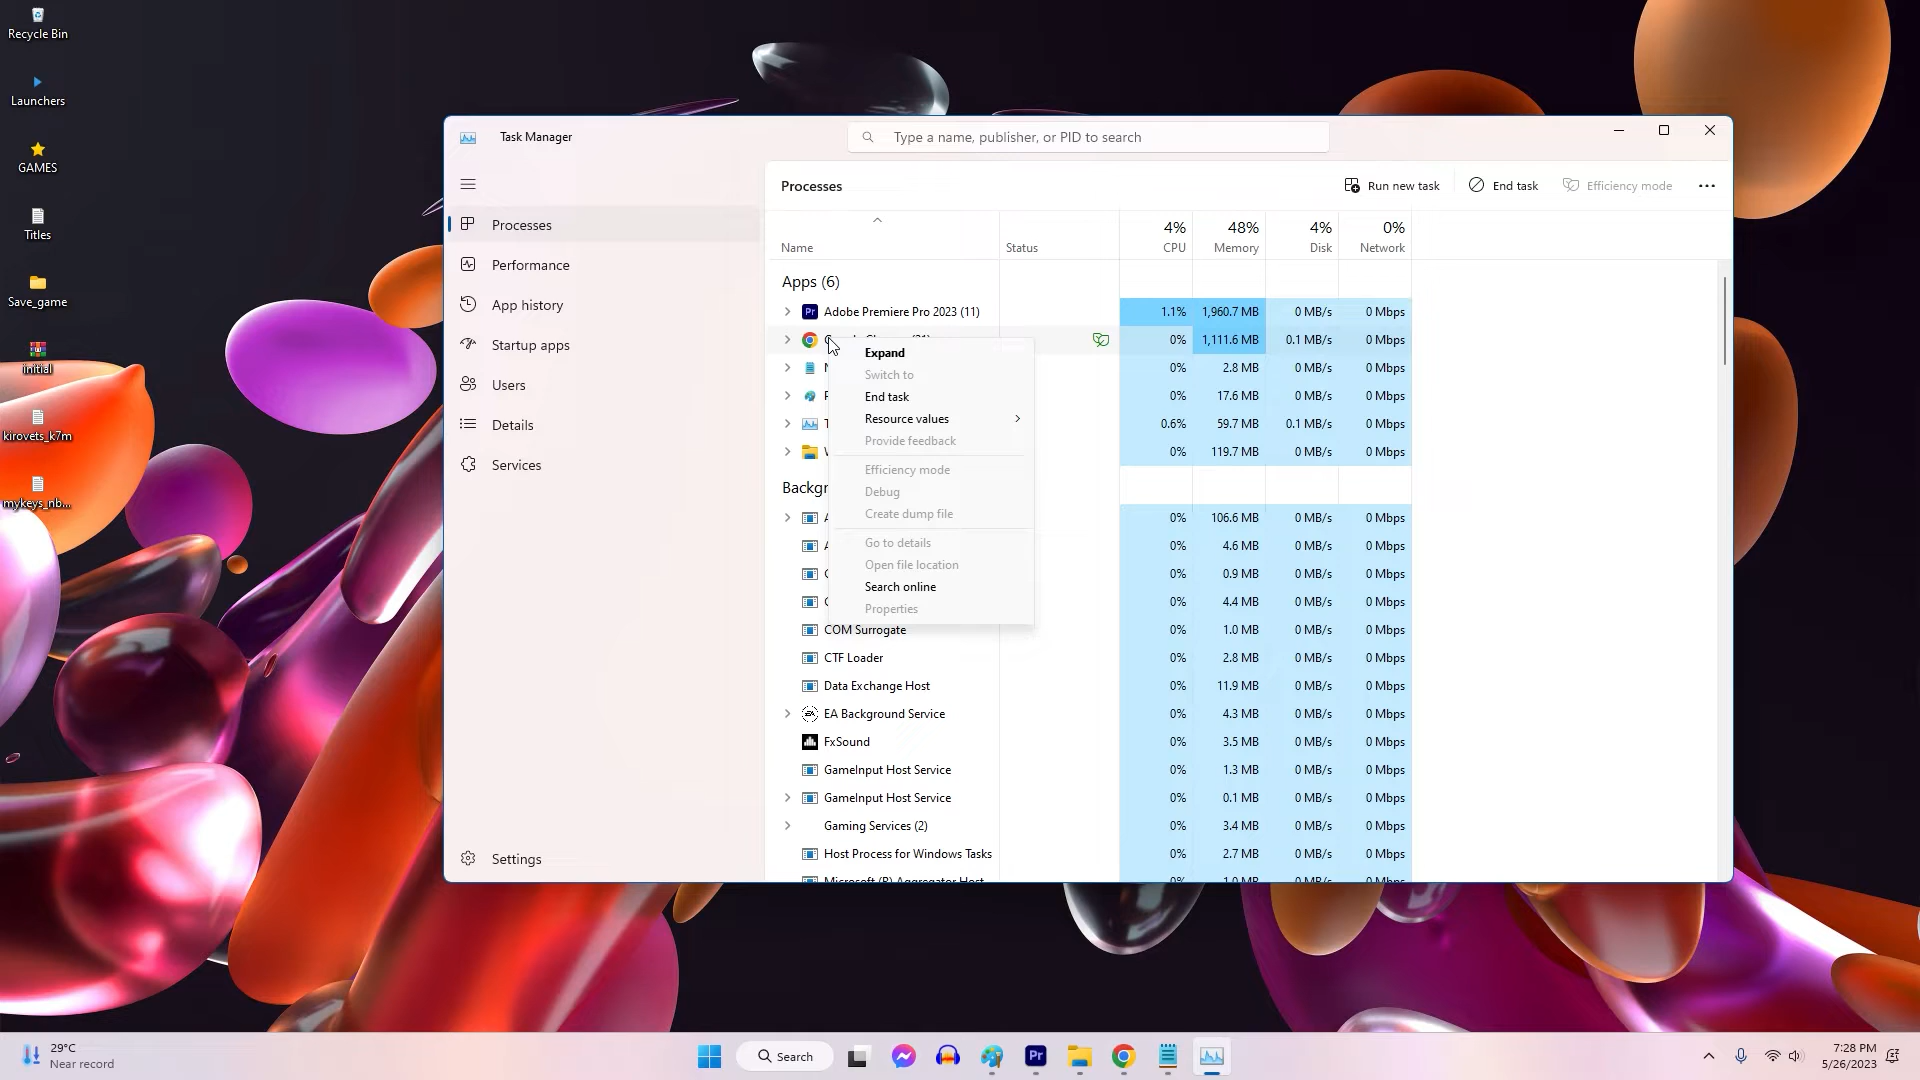 Recycle Bin
Launchers
GAMES
Titles
Save_game
initial
kirovets_k7m
mykeys_nb...
Task Manager
Type a name, publisher, or PID to search
Processes
Performance
App history
Startup apps
Users
Details
Services
Settings
Processes
Run new task
End task
Efficiency mode
Name
Status
4% CPU
48% Memory
4% Disk
0% Network
Apps (6)
Adobe Premiere Pro 2023 (11) 1.1% 1,960.7 MB 0 MB/s 0 Mbps
0% 1,111.6 MB 0.1 MB/s 0 Mbps
0% 2.8 MB 0 MB/s 0 Mbps
0% 17.6 MB 0 MB/s 0 Mbps
0.6% 59.7 MB 0.1 MB/s 0 Mbps
0% 119.7 MB 0 MB/s 0 Mbps
Expand
Switch to
End task
Resource values
Provide feedback
Efficiency mode
Debug
Create dump file
Go to details
Open file location
Search online
Properties
Backgr
0% 106.6 MB 0 MB/s 0 Mbps
0% 4.6 MB 0 MB/s 0 Mbps
0% 0.9 MB 0 MB/s 0 Mbps
0% 4.4 MB 0 MB/s 0 Mbps
COM Surrogate 0% 1.0 MB 0 MB/s 0 Mbps
CTF Loader 0% 2.8 MB 0 MB/s 0 Mbps
Data Exchange Host 0% 11.9 MB 0 MB/s 0 Mbps
EA Background Service 0% 4.3 MB 0 MB/s 0 Mbps
FxSound 0% 3.5 MB 0 MB/s 0 Mbps
GameInput Host Service 0% 1.3 MB 0 MB/s 0 Mbps
GameInput Host Service 0% 0.1 MB 0 MB/s 0 Mbps
Gaming Services (2) 0% 3.4 MB 0 MB/s 0 Mbps
Host Process for Windows Tasks 0% 2.7 MB 0 MB/s 0 Mbps
Microsoft (R) Aggregator Host 0% 1.0 MB 0 MB/s 0 Mbps
29°C
Near record
Search
7:28 PM
5/26/2023